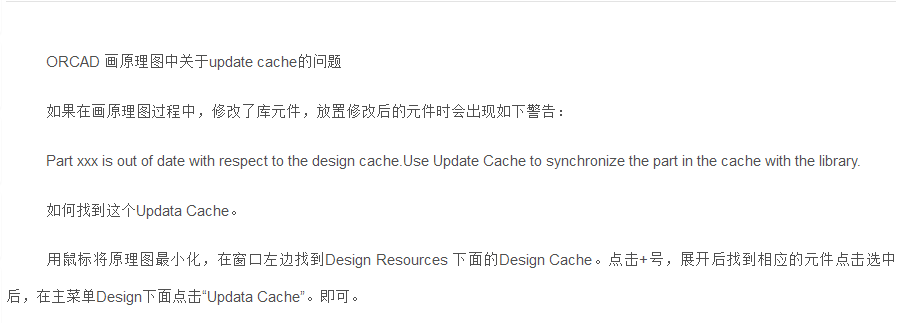 ORCAD 画原理图中关于update cache的问题
如果在画原理图过程中，修改了库元件，放置修改后的元件时会出现如下警告：
Part xxx is out of date with respect to the design cache.Use Update Cache to synchronize the part in the cache with the library.
如何找到这个Updata Cache。
用鼠标将原理图最小化，在窗口左边找到Design Resources 下面的Design Cache。点击+号，展开后找到相应的元件点击选中
后，在主菜单Design下面点击“Updata Cache”。即可。